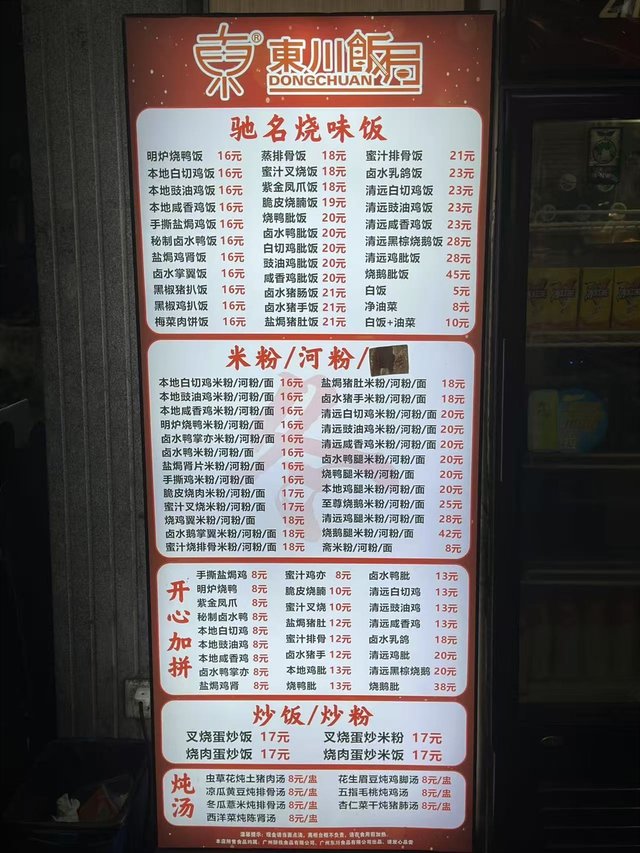 東®
東川飯局
DONGCHUAN
驰名烧味饭
明炉烧鸭饭 16元
本地白切鸡饭 16元
本地豉油鸡饭 16元
本地咸香鸡饭 16元
手撕盐焗鸡饭 16元
秘制卤水鸭饭 16元
盐焗鸡肾饭 16元
卤水掌翼饭 16元
黑椒猪扒饭 16元
黑椒鸡扒饭 16元
梅菜肉饼饭 16元
蒸排骨饭 18元
蜜汁叉烧饭 18元
紫金凤爪饭 18元
脆皮烧腩饭 19元
烧鸭肶饭 20元
卤水鸭肶饭 20元
白切鸡肶饭 20元
豉油鸡肶饭 20元
咸香鸡肶饭 20元
卤水猪肠饭 21元
卤水猪手饭 21元
盐焗猪肚饭 21元
蜜汁排骨饭 21元
卤水乳鸽饭 23元
清远白切鸡饭 23元
清远豉油鸡饭 23元
清远咸香鸡饭 23元
清远黑棕烧鹅饭 28元
清远鸡肶饭 28元
烧鹅肶饭 45元
白饭 5元
净油菜 8元
白饭+油菜 10元
米粉/河粉/
本地白切鸡米粉/河粉/面 16元
本地豉油鸡米粉/河粉/面 16元
本地咸香鸡米粉/河粉/面 16元
明炉烧鸭米粉/河粉/面 16元
卤水鸭掌亦米粉/河粉/面 16元
卤水鸭米粉/河粉/面 16元
盐焗肾片米粉/河粉/面 16元
手撕鸡米粉/河粉/面 16元
脆皮烧肉米粉/河粉/面 17元
蜜汁叉烧米粉/河粉/面 17元
烧鸡翼米粉/河粉/面 18元
卤水鹅掌翼米粉/河粉/面 18元
蜜汁烧排骨米粉/河粉/面 18元
盐焗猪肚米粉/河粉/面 18元
卤水猪手米粉/河粉/面 18元
清远白切鸡米粉/河粉/面 20元
清远豉油鸡米粉/河粉/面 20元
清远咸香鸡米粉/河粉/面 20元
卤水鸭腿米粉/河粉/面 20元
烧鸭腿米粉/河粉/面 20元
本地鸡腿米粉/河粉/面 20元
至尊烧鹅米粉/河粉/面 25元
清远鸡腿米粉/河粉/面 28元
烧鹅腿米粉/河粉/面 42元
斋米粉/河粉/面 8元
开心加拼
手撕盐焗鸡 8元
明炉烧鸭 8元
紫金凤爪 8元
秘制卤水鸭 8元
本地白切鸡 8元
本地豉油鸡 8元
本地咸香鸡 8元
卤水鸭掌亦 8元
盐焗鸡肾 8元
蜜汁鸡亦 8元
脆皮烧腩 10元
蜜汁叉烧 10元
盐焗猪肚 12元
蜜汁排骨 12元
卤水猪手 12元
本地鸡肶 13元
烧鸭肶 13元
卤水鸭肶 13元
清远白切鸡 13元
清远豉油鸡 13元
清远咸香鸡 13元
卤水乳鸽 18元
清远鸡肶 20元
清远黑棕烧鹅 20元
烧鹅肶 38元
炒饭/炒粉
叉烧蛋炒饭 17元
烧肉蛋炒饭 17元
叉烧蛋炒米粉 17元
烧肉蛋炒米饭 17元
炖汤
虫草花炖土猪肉汤 8元/盅
凉瓜黄豆炖排骨汤 8元/盅
冬瓜薏米炖排骨汤 8元/盅
西洋菜炖陈肾汤 8元/盅
花生眉豆炖鸡脚汤 8元/盅
五指毛桃炖鸡汤 8元/盅
杏仁菜干炖猪肺汤 8元/盅